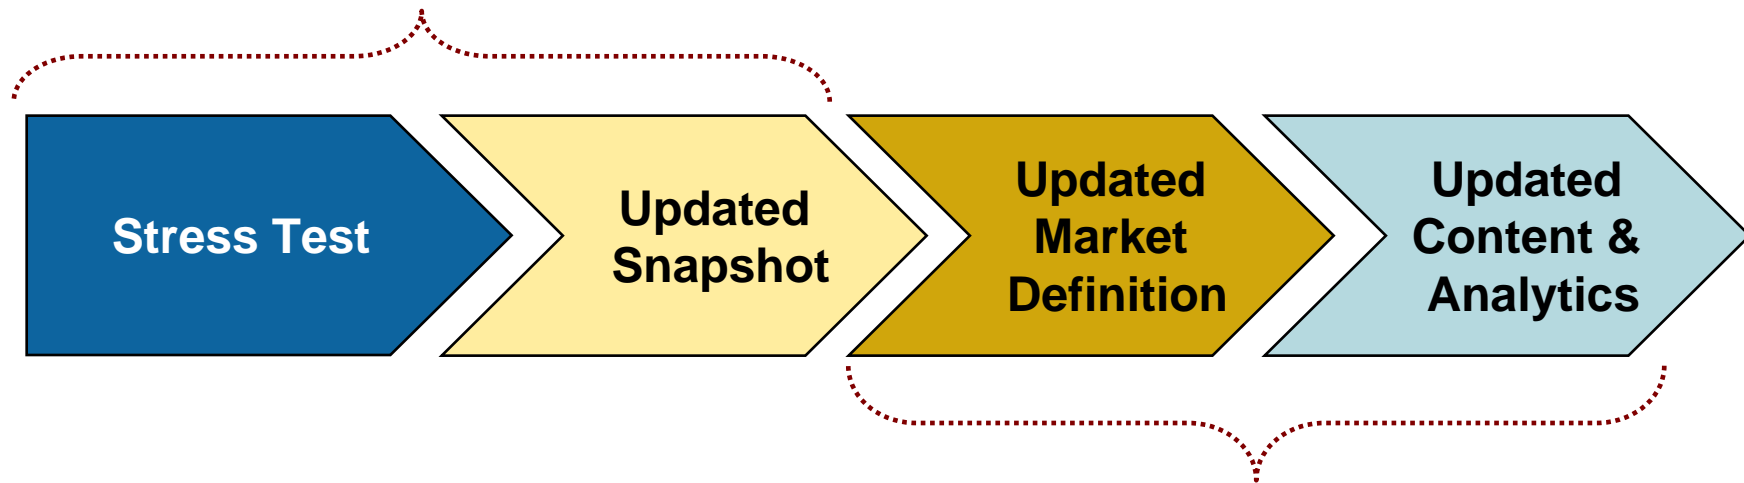 Stress Test
Updated
Snapshot
Updated
Market
Definition
Updated
Content &
Analytics